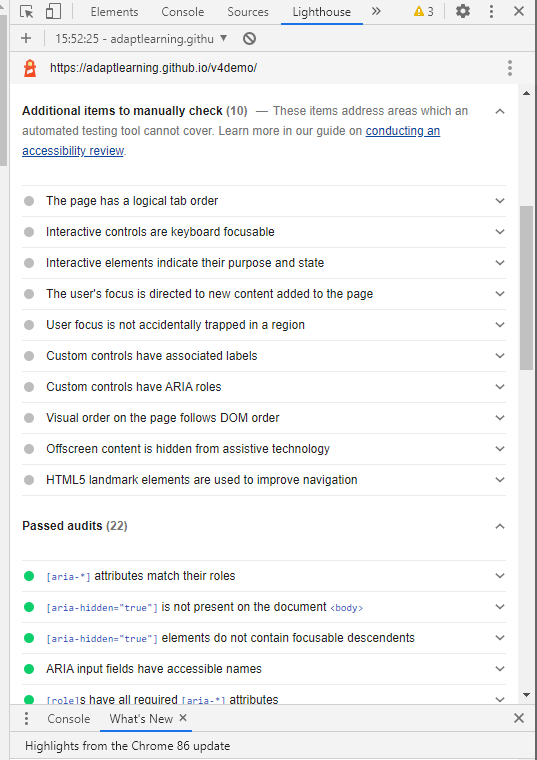 Elements Console Sources Lighthouse » 3
+ 15:52:25 - adaptlearning.githu
https://adaptlearning.github.io/v4demo/
Additional items to manually check (10) — These items address areas which an
automated testing tool cannot cover. Learn more in our guide on conducting an
accessibility review.
The page has a logical tab order
Interactive controls are keyboard focusable
Interactive elements indicate their purpose and state
The user's focus is directed to new content added to the page
User focus is not accidentally trapped in a region
Custom controls have associated labels
Custom controls have ARIA roles
Visual order on the page follows DOM order
Offscreen content is hidden from assistive technology
HTML5 landmark elements are used to improve navigation
Passed audits (22)
[aria-*] attributes match their roles
[aria-hidden="true"] is not present on the document <body>
[aria-hidden="true"] elements do not contain focusable descendents
ARIA input fields have accessible names
[role]s have all required [aria-*] attributes
Console What's New ×
Highlights from the Chrome 86 update